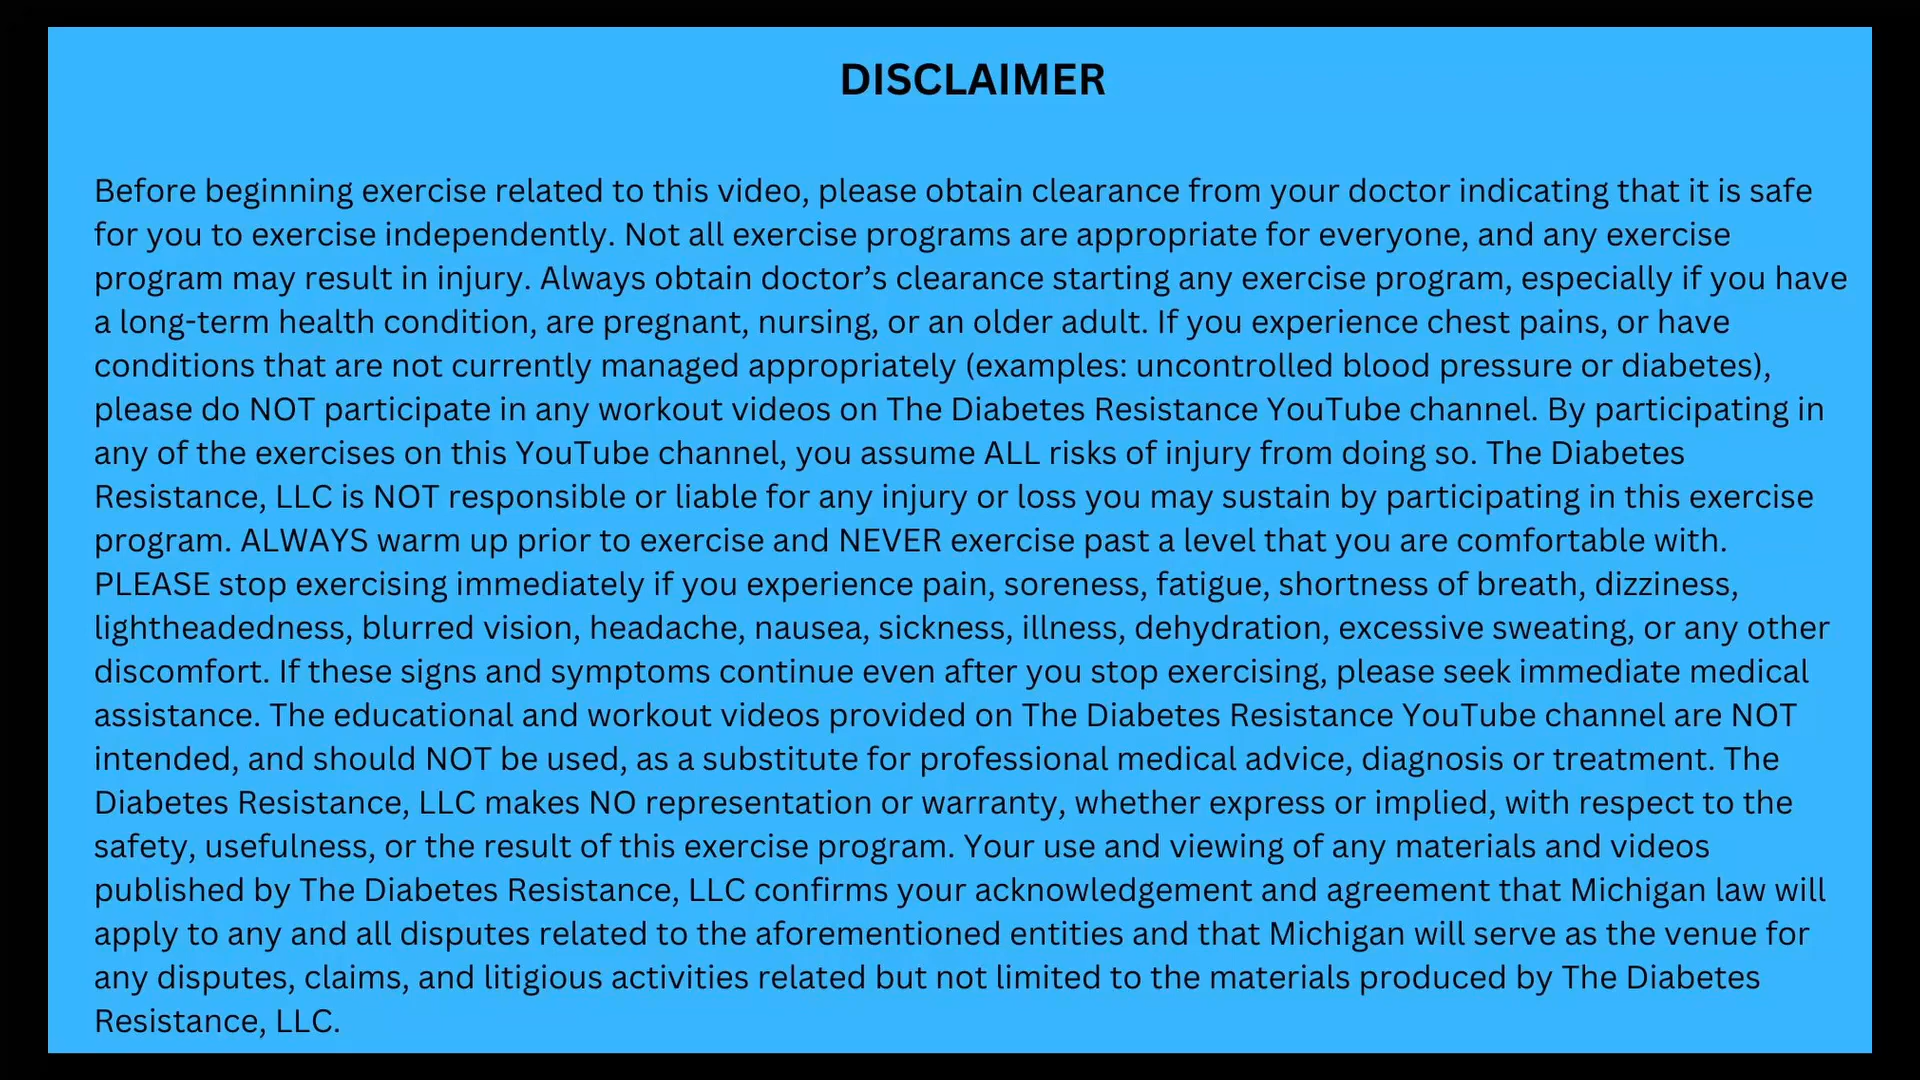 DISCLAIMER
Before beginning exercise related to this video, please obtain clearance from your doctor indicating that it is safe
for you to exercise independently. Not all exercise programs are appropriate for everyone, and any exercise
program may result in injury. Always obtain doctor’s clearance starting any exercise program, especially if you have
a long-term health condition, are pregnant, nursing, or an older adult. If you experience chest pains, or have
conditions that are not currently managed appropriately (examples: uncontrolled blood pressure or diabetes),
please do NOT participate in any workout videos on The Diabetes Resistance YouTube channel. By participating in
any of the exercises on this YouTube channel, you assume ALL risks of injury from doing so. The Diabetes
Resistance, LLC is NOT responsible or liable for any injury or loss you may sustain by participating in this exercise
program. ALWAYS warm up prior to exercise and NEVER exercise past a level that you are comfortable with.
PLEASE stop exercising immediately if you experience pain, soreness, fatigue, shortness of breath, dizziness,
lightheadedness, blurred vision, headache, nausea, sickness, illness, dehydration, excessive sweating, or any other
discomfort. If these signs and symptoms continue even after you stop exercising, please seek immediate medical
assistance. The educational and workout videos provided on The Diabetes Resistance YouTube channel are NOT
intended, and should NOT be used, as a substitute for professional medical advice, diagnosis or treatment. The
Diabetes Resistance, LLC makes NO representation or warranty, whether express or implied, with respect to the
safety, usefulness, or the result of this exercise program. Your use and viewing of any materials and videos
published by The Diabetes Resistance, LLC confirms your acknowledgement and agreement that Michigan law will
apply to any and all disputes related to the aforementioned entities and that Michigan will serve as the venue for
any disputes, claims, and litigious activities related but not limited to the materials produced by The Diabetes
Resistance, LLC.